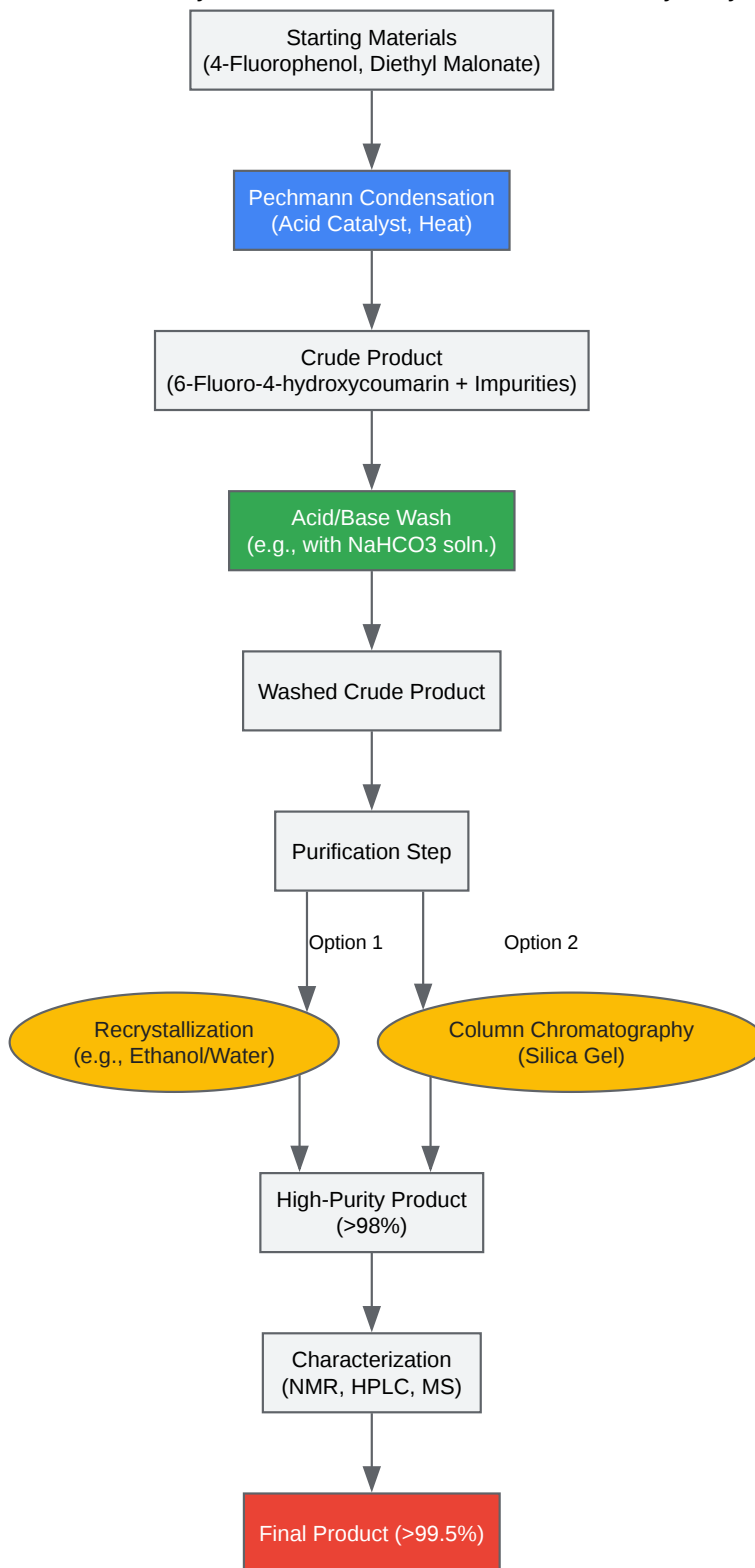 Starting Materials
(4-Fluorophenol, Diethyl Malonate)
Pechmann Condensation
(Acid Catalyst, Heat)
Crude Product
(6-Fluoro-4-hydroxycoumarin + Impurities)
Acid/Base Wash
(e.g., with NaHCO3 soln.)
Washed Crude Product
Purification Step
Option 1
Option 2
Recrystallization
(e.g., Ethanol/Water)
Column Chromatography
(Silica Gel)
High-Purity Product
(>98%)
Characterization
(NMR, HPLC, MS)
Final Product (>99.5%)